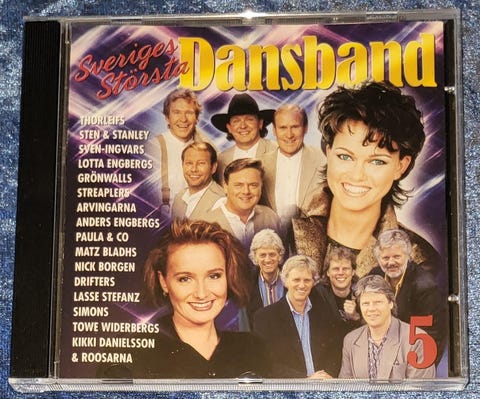 Sveriges
Största
Dansband
THORLEIFS
STEN & STANLEY
SVEN-INGVARS
LOTTA ENGBERGS
GRÖNWALLS
STREAPLERS
ARVINGARNA
ANDERS ENGBERGS
PAULA & CO
MATZ BLADHS
NICK BORGEN
DRIFTERS
LASSE STEFANZ
SIMONS
TOWE WIDERBERGS
KIKKI DANIELSSON
& ROOSARNA
5